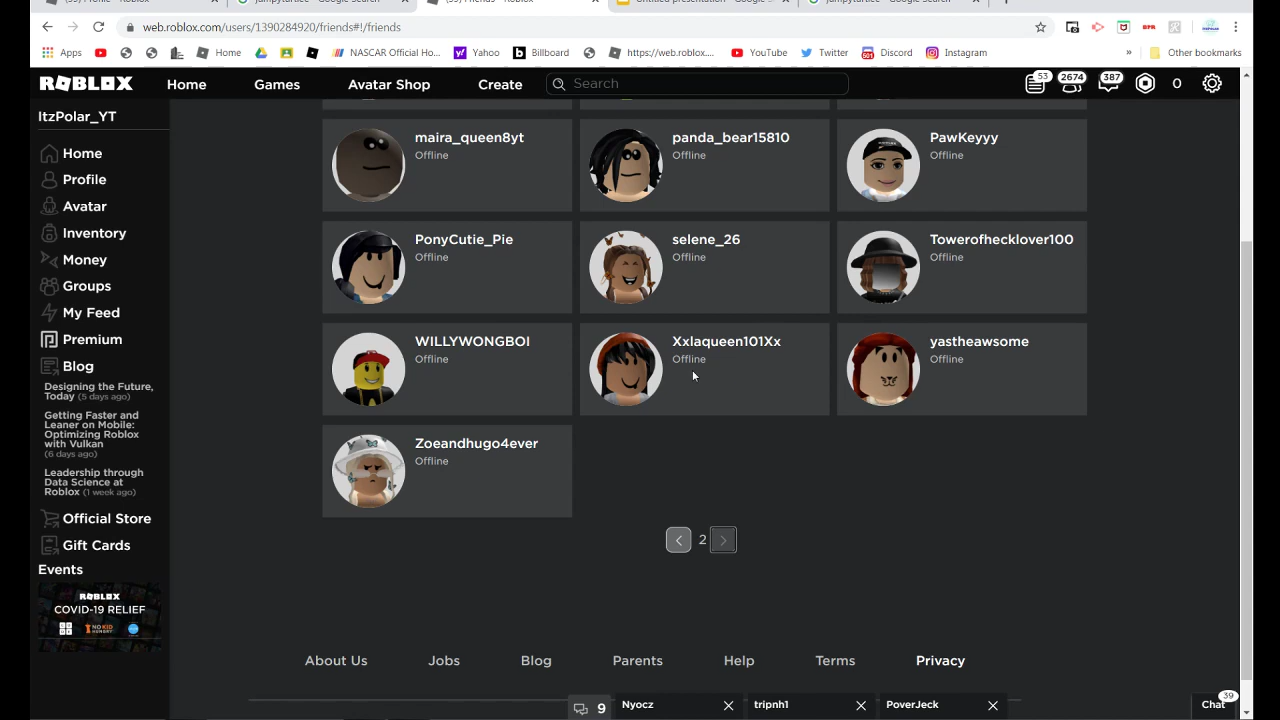 web.roblox.com/users/1390284920/friends#!/friends
Apps
Home
NASCAR Official Ho...
https://web.roblox....
Yahoo
Billboard
YouTube
Twitter
Discord
Instagram
»
Other bookmarks
ROBLOX
Home
Games
Avatar Shop
Create
Search
53
2674
387
0
ItzPolar_YT
Home
Profile
Avatar
Inventory
Money
Groups
My Feed
Premium
Blog
Designing the Future,
Today (5 days ago)
Getting Faster and
Leaner on Mobile:
Optimizing Roblox
with Vulkan
(6 days ago)
Leadership through
Data Science at
Roblox (1 week ago)
Official Store
Gift Cards
Events
ROBLOX
COVID-19 RELIEF
NO KID
HUNGRY
maira_queen8yt
Offline
panda_bear15810
Offline
PawKeyyy
Offline
PonyCutie_Pie
Offline
selene_26
Offline
Towerofhecklover100
Offline
WILLYWONGBOI
Offline
Xxlaqueen101Xx
Offline
yastheawsome
Offline
Zoeandhugo4ever
Offline
2
About Us
Jobs
Blog
Parents
Help
Terms
Privacy
9
Nyocz
tripnh1
PoverJeck
Chat
39